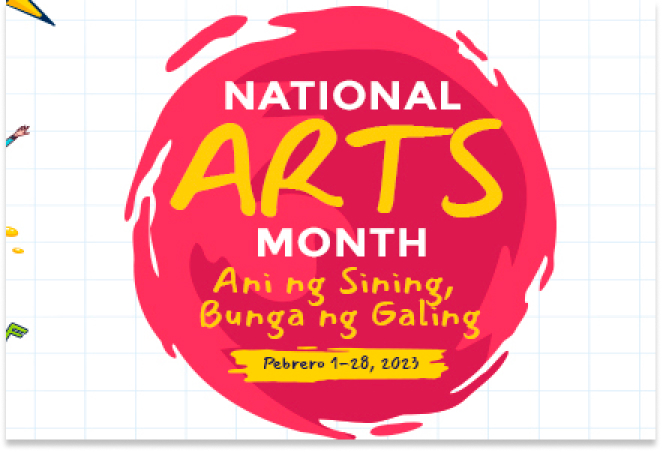 NATIONAL
ARTS
MONTH
Ani ng Sining,
Bunga ng Galing
Pebrero 1-28, 2023